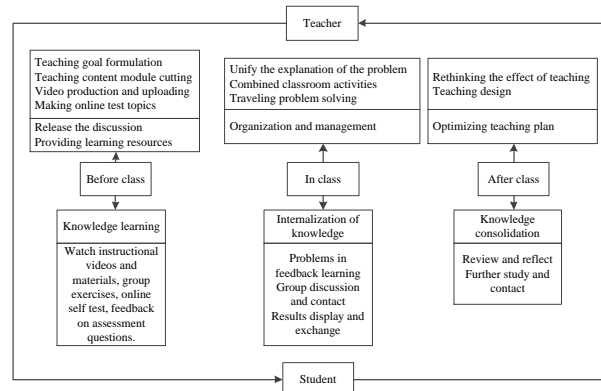 Teacher
Teaching goal formulation
Teaching content module cutting
Video production and uploading
Making online test topics
Release the discussion
Providing learning resources
Unify the explanation of the problem
Combined classroom activities
Traveling problem solving
Organization and management
Rethinking the effect of teaching
Teaching design
Optimizing teaching plan
Before class
In class
After class
Knowledge learning
Watch instructional
videos and
materials, group
exercises, online
self test, feedback
on assessment
questions.
Internalization of
knowledge
Problems in
feedback learning
Group discussion
and contact
Results display and
exchange
Knowledge
consolidation
Review and reflect
Further study and
contact
Student